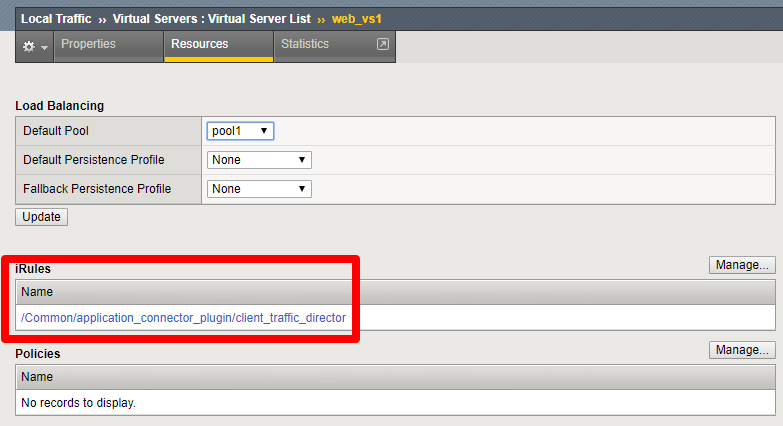 Local Traffic ›› Virtual Servers : Virtual Server List ›› web_vs1
Properties Resources Statistics
Load Balancing
Default Pool pool1
Default Persistence Profile None
Fallback Persistence Profile None
Update
iRules Manage...
Name
/Common/application_connector_plugin/client_traffic_director
Policies Manage...
Name
No records to display.